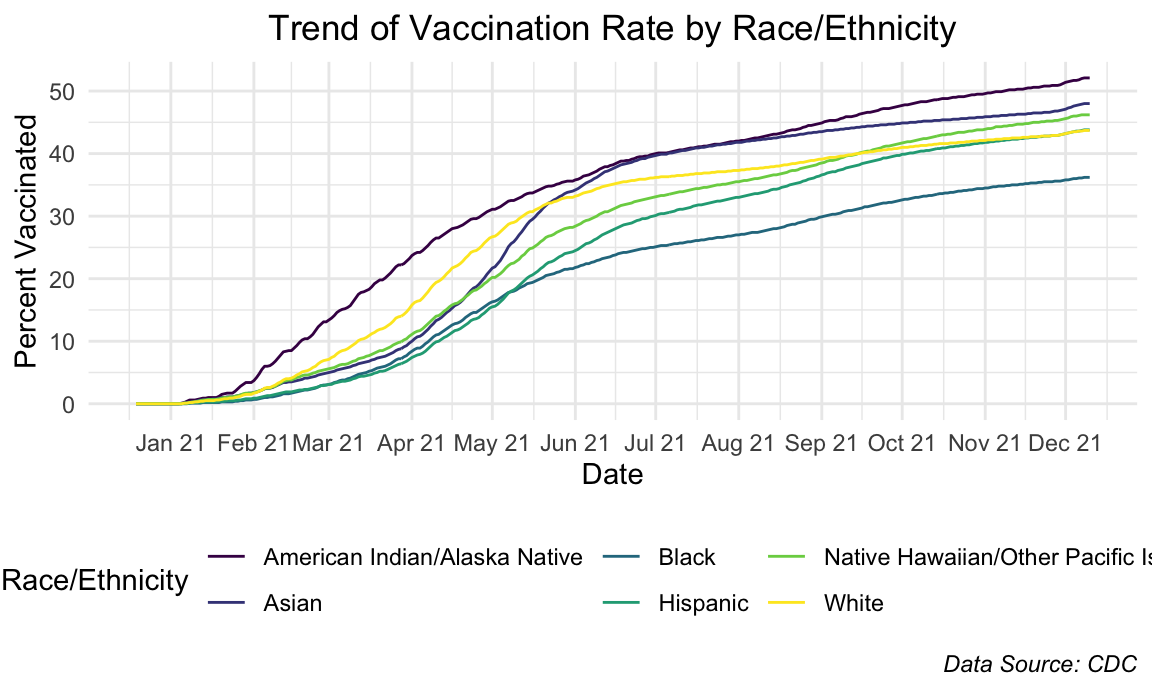 Trend of Vaccination Rate by Race/Ethnicity
Percent Vaccinated
50
40
30
20
10
0
Jan 21 Feb 21 Mar 21 Apr 21 May 21 Jun 21 Jul 21 Aug 21 Sep 21 Oct 21 Nov 21 Dec 21
Date
Race/Ethnicity
American Indian/Alaska Native Black Native Hawaiian/Other Pacific
Asian Hispanic White
Data Source: CDC